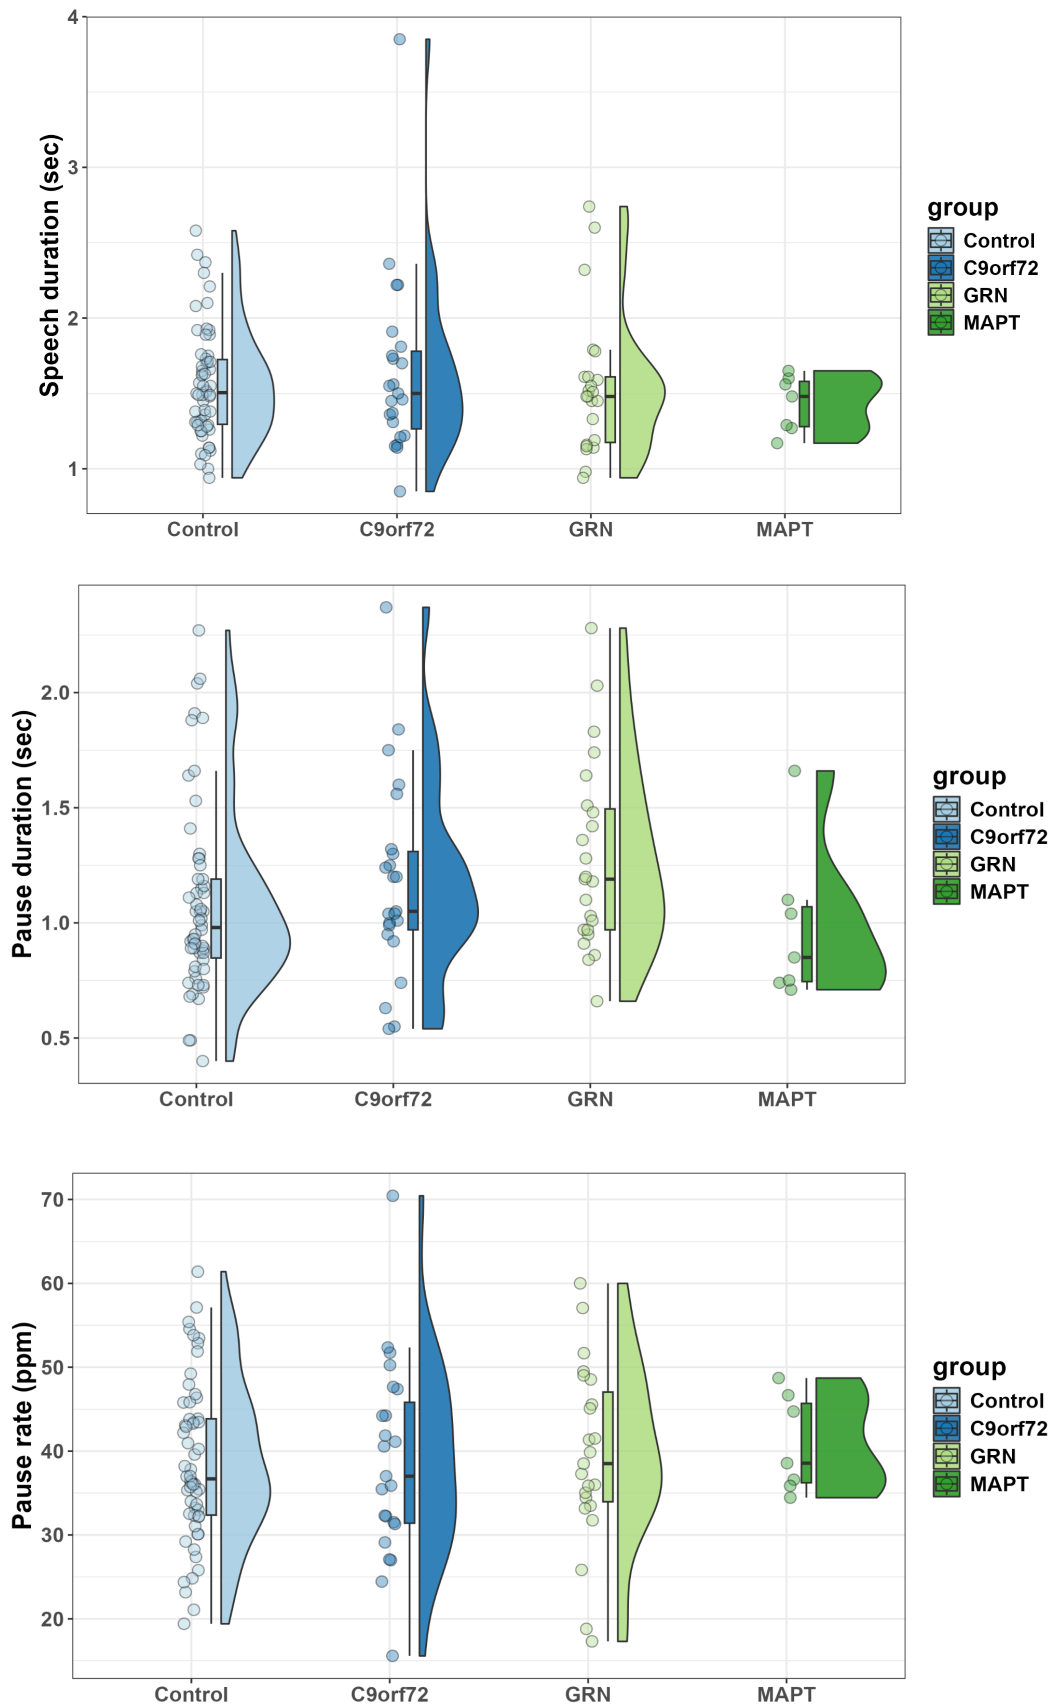 4
3
2
1
Speech duration (sec)
Control
C9orf72
GRN
MAPT
group
Control
C9orf72
GRN
MAPT
2.0
1.5
1.0
0.5
Pause duration (sec)
Control
C9orf72
GRN
MAPT
group
Control
C9orf72
GRN
MAPT
70
60
50
40
30
20
Pause rate (ppm)
Control
C9orf72
GRN
MAPT
group
Control
C9orf72
GRN
MAPT